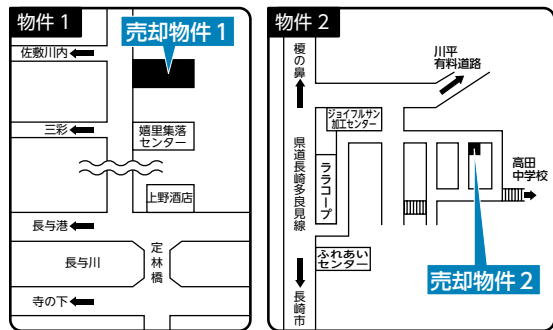 物件1
売却物件1
佐敷川内
三彩
嬉里集落
センター
上野酒店
長与港
長与川
定林橋
寺の下
物件2
榎の鼻
川平
有料道路
ジョイフルサン
加工センター
県道長崎多良見線
ララコープ
高田
中学校
ふれあい
センター
売却物件2
長崎市